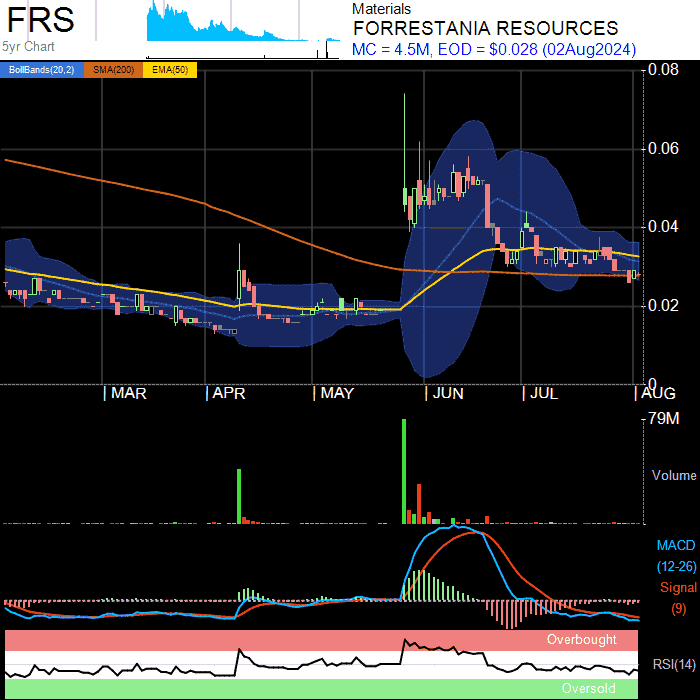 FRS
5yr Chart
Materials
FORRESTANIA RESOURCES
MC = 4.5M, EOD = $0.028 (02Aug2024)
BollBands(20,2) SMA(200) EMA(50)
0.08
0.06
0.04
0.02
0
MAR APR MAY JUN JUL AUG
79M
Volume
MACD
(12-26)
Signal
(9)
Overbought
RSI(14)
Oversold